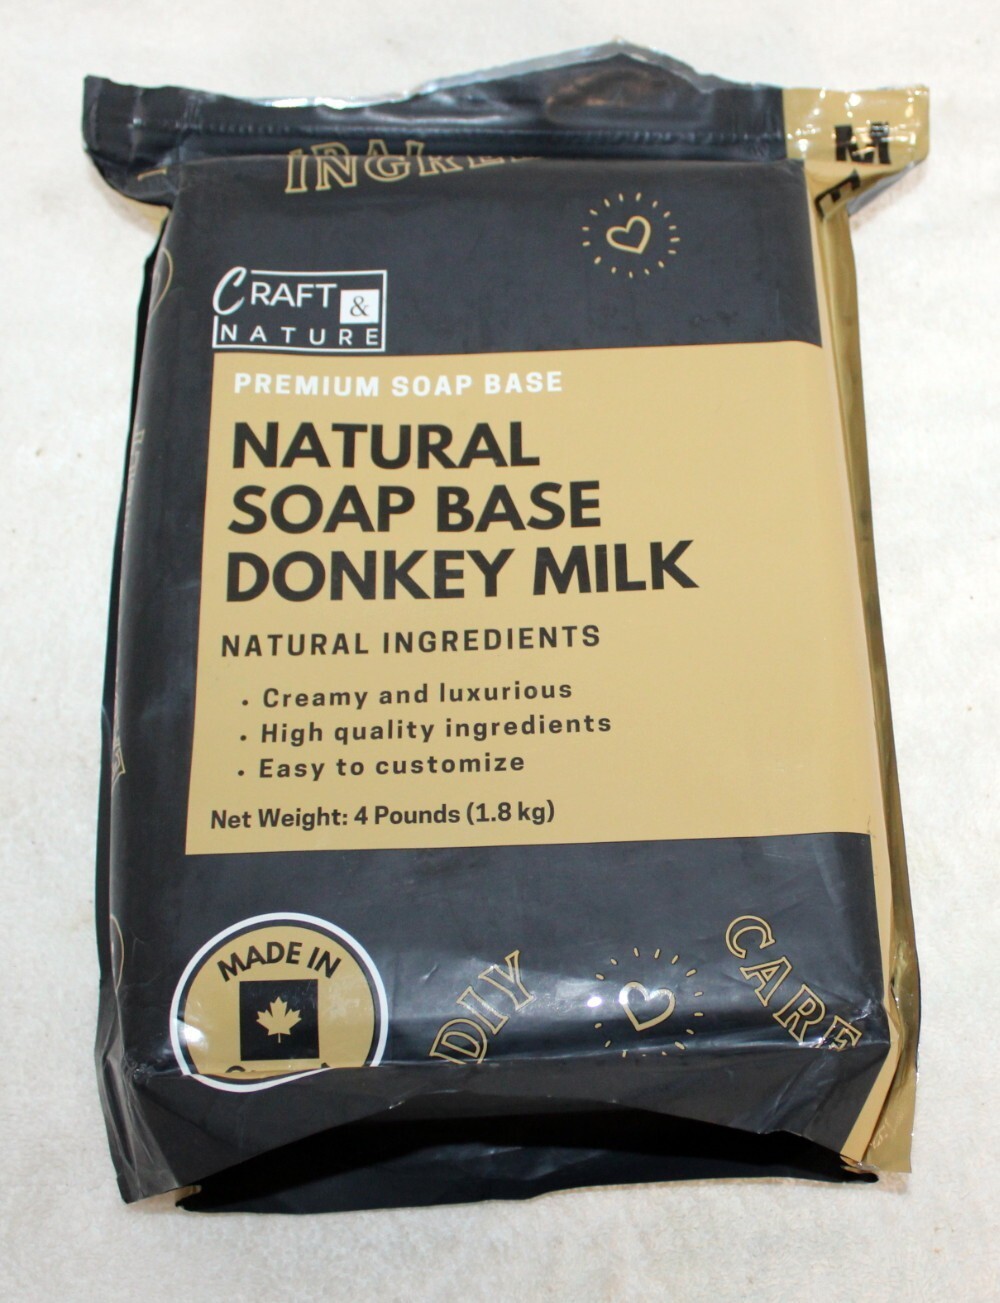 CRAFT &
NATURE
PREMIUM SOAP BASE
NATURAL
SOAP BASE
DONKEY MILK
NATURAL INGREDIENTS
• Creamy and luxurious
• High quality ingredients
• Easy to customize
Net Weight: 4 Pounds (1.8 kg)
MADE IN
DIY
CARE